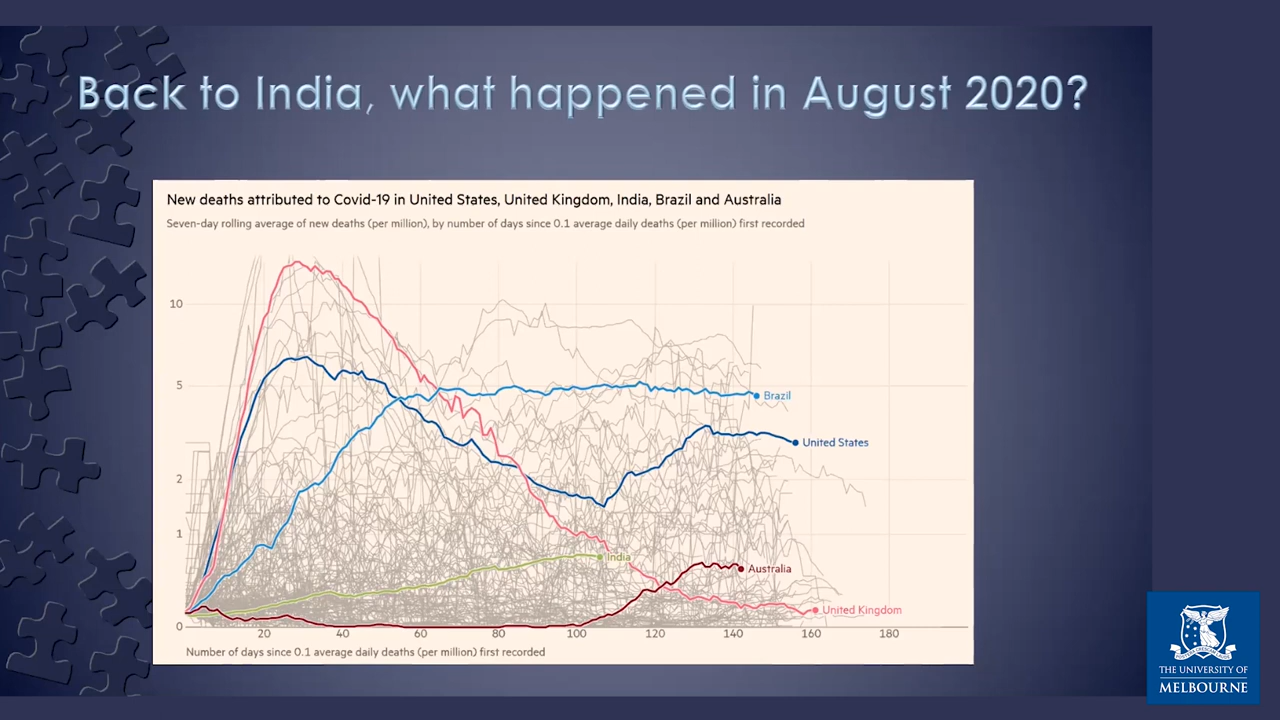 Back to India, what happened in August 2020?
New deaths attributed to Covid-19 in United States, United Kingdom, India, Brazil and Australia
Seven-day rolling average of new deaths (per million), by number of days since 0.1 average daily deaths (per million) first recorded
10
5
Brazil
United States
2
1
India
Australia
United Kingdom
0
20 40 60 80 100 120 140 160 180
Number of days since 0.1 average daily deaths (per million) first recorded
THE UNIVERSITY OF
MELBOURNE